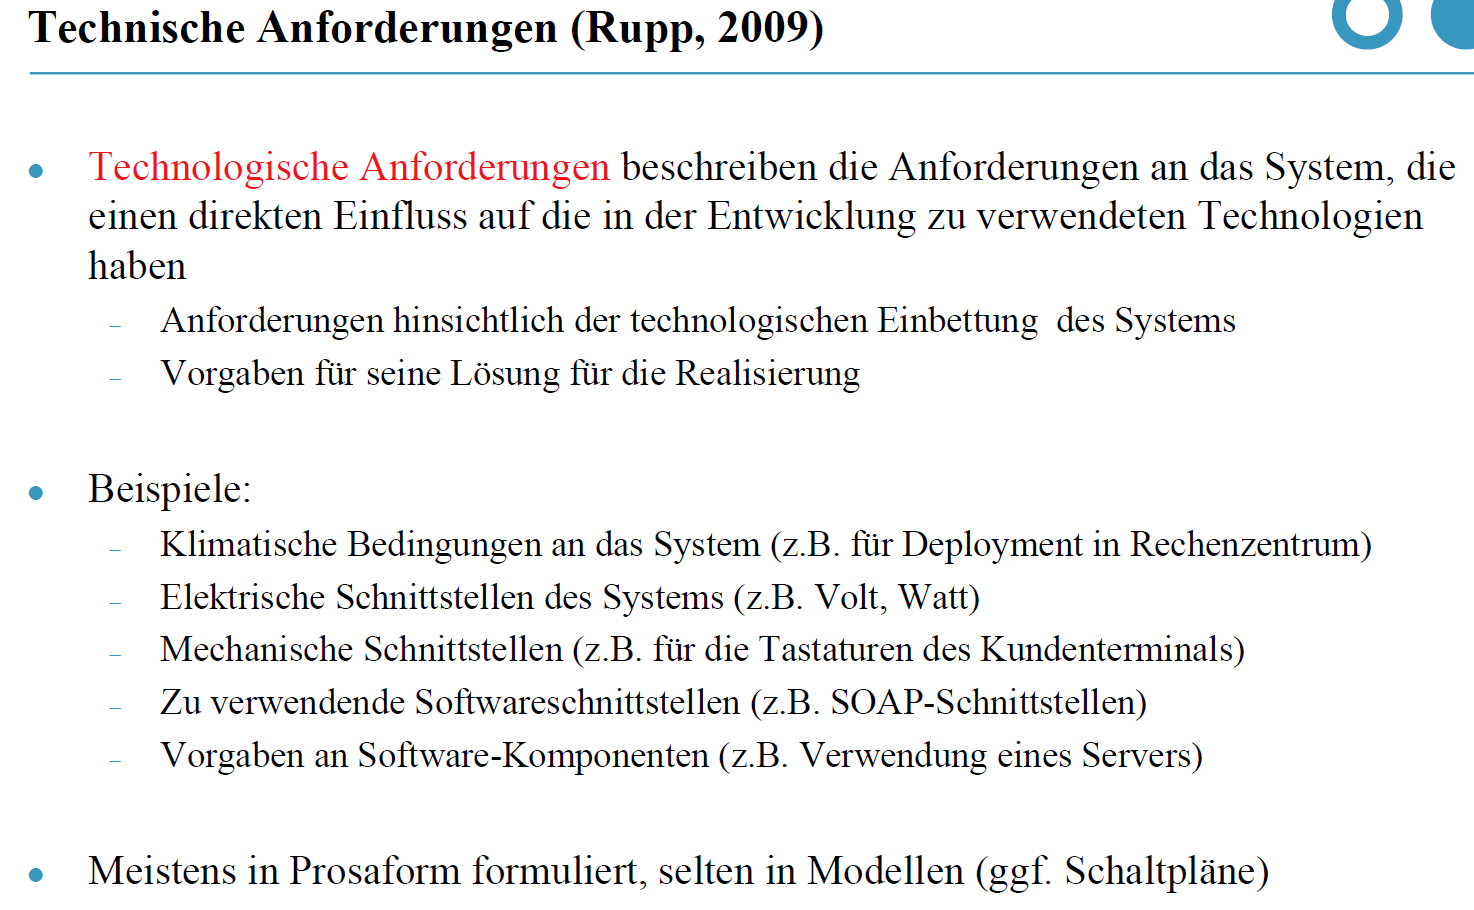 Technische Anforderungen (Rupp, 2009)
Technologische Anforderungen beschreiben die Anforderungen an das System, die
einen direkten Einfluss auf die in der Entwicklung zu verwendeten Technologien
haben
– Anforderungen hinsichtlich der technologischen Einbettung  des Systems
– Vorgaben für seine Lösung für die Realisierung
Beispiele:
– Klimatische Bedingungen an das System (z.B. für Deployment in Rechenzentrum)
– Elektrische Schnittstellen des Systems (z.B. Volt, Watt)
– Mechanische Schnittstellen (z.B. für die Tastaturen des Kundenterminals)
– Zu verwendende Softwareschnittstellen (z.B. SOAP-Schnittstellen)
– Vorgaben an Software-Komponenten (z.B. Verwendung eines Servers)
Meistens in Prosaform formuliert, selten in Modellen (ggf. Schaltpläne)